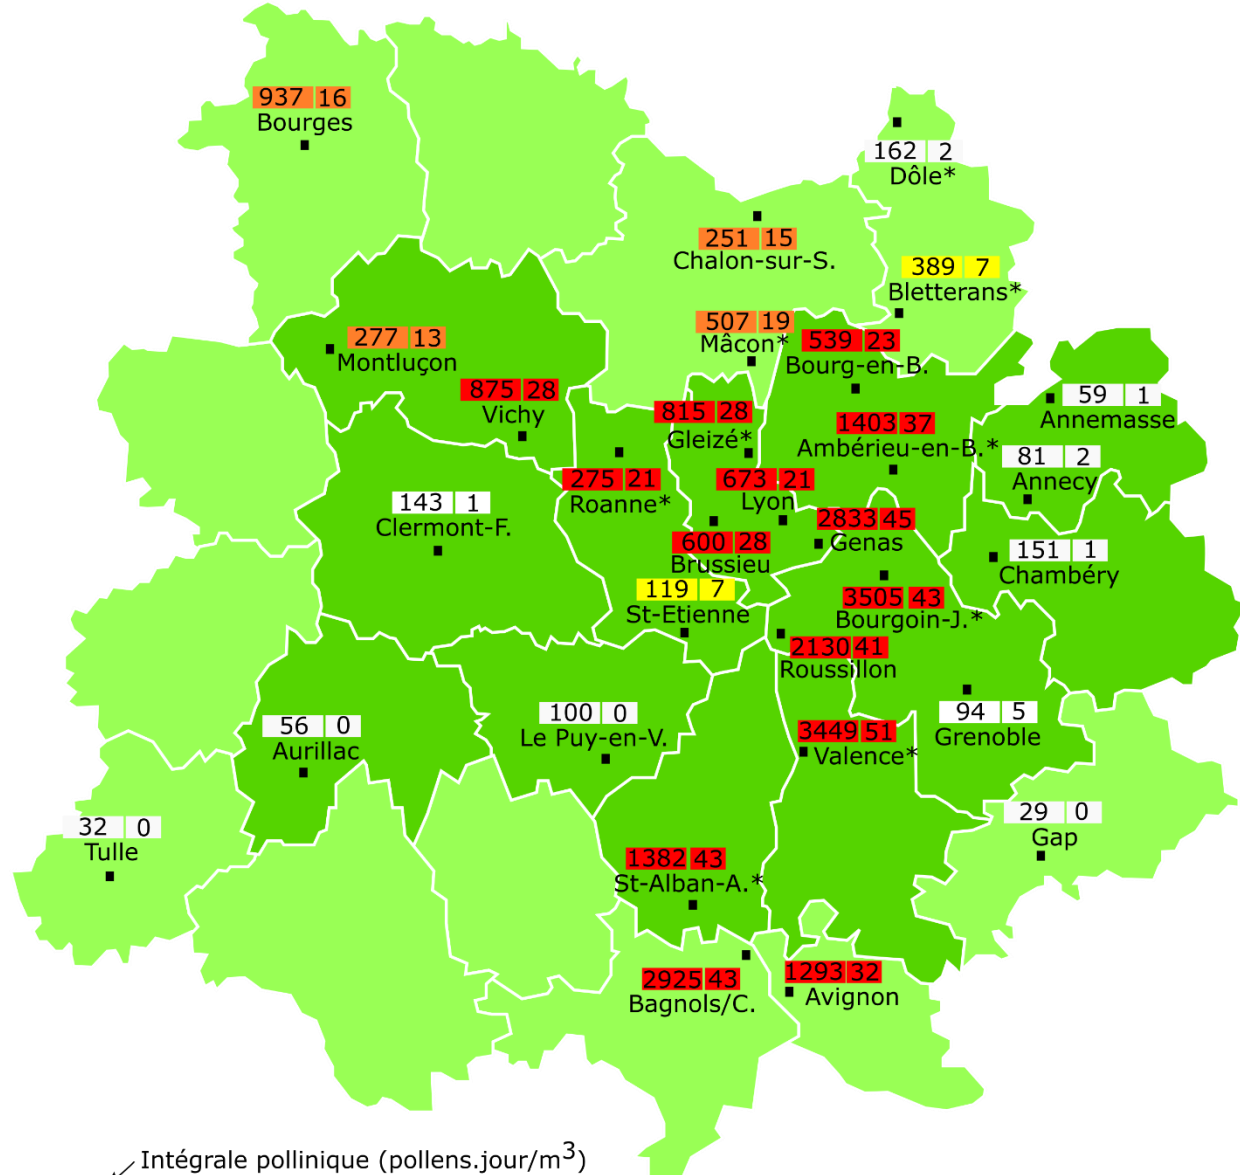 937 16
Bourges
162 2
Dôle*
251 15
Chalon-sur-S.
389 7
Bletterans*
507 19
Mâcon*
539 23
Bourg-en-B.
277 13
Montluçon
875 28
Vichy
815 28
Gleizé*
1403 37
Ambérieu-en-B.*
59 1
Annemasse
81 2
Annecy
275 21
Roanne*
673 21
Lyon
143 1
Clermont-F.
2833 45
Genas
600 28
Brussieu
151 1
Chambéry
119 7
St-Etienne
3505 43
Bourgoin-J.*
2130 41
Roussillon
56 0
Aurillac
100 0
Le Puy-en-V.
3449 51
Valence*
94 5
Grenoble
32 0
Tulle
29 0
Gap
1382 43
St-Alban-A.*
2925 43
Bagnols/C.
1293 32
Avignon
Intégrale pollinique (pollens.jour/m³)